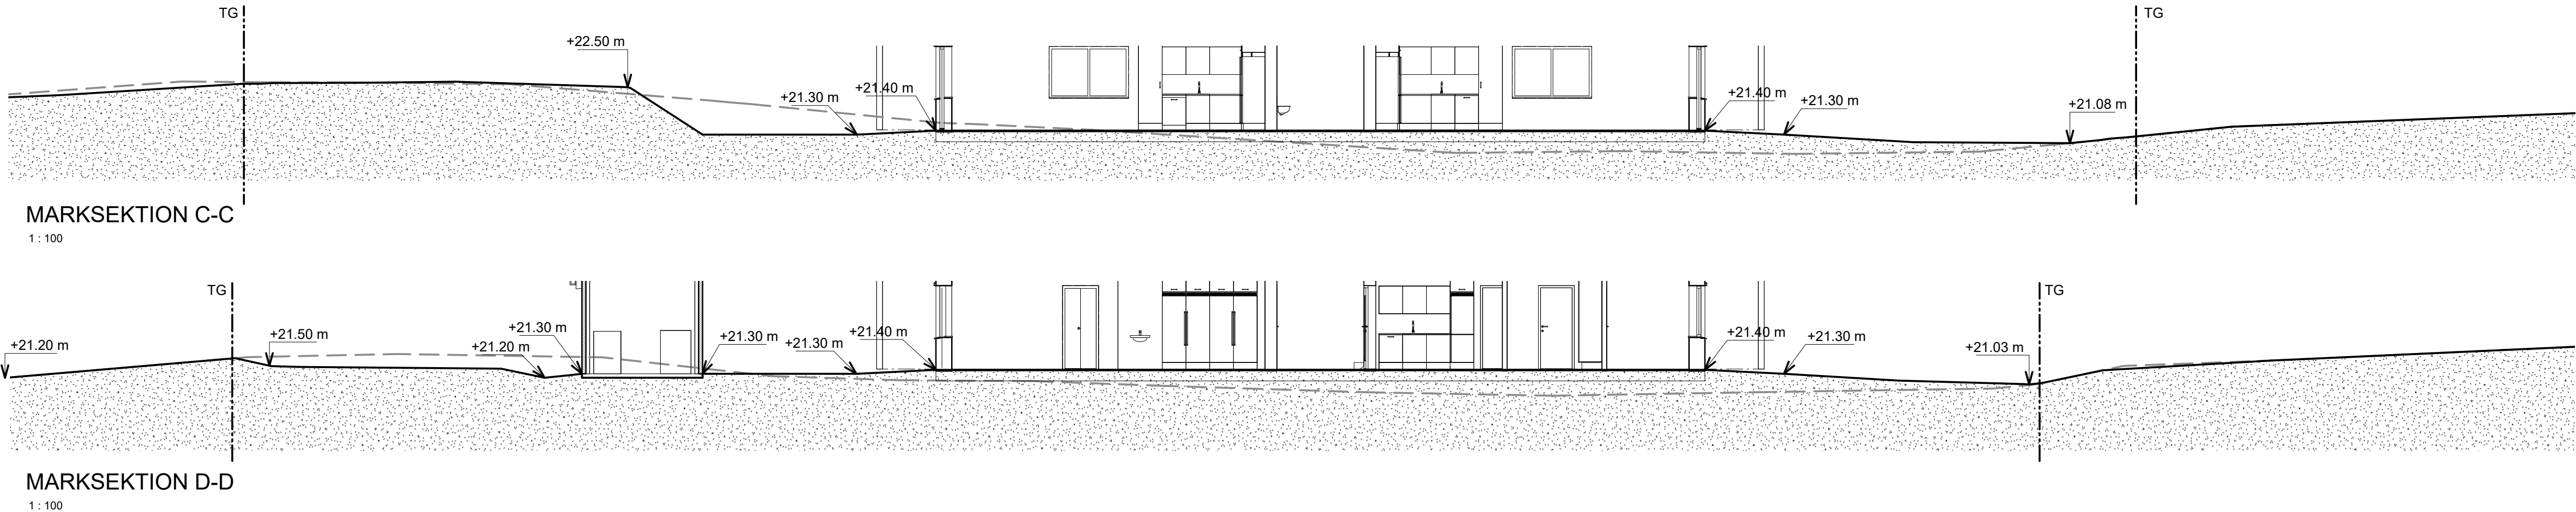 TG
TG
+22.50 m
+21.30 m
+21.40 m
+21.40 m
+21.30 m
+21.08 m
MARKSEKTION C-C
1 : 100
TG
TG
+21.20 m
+21.50 m
+21.30 m
+21.20 m
+21.30 m
+21.30 m
+21.40 m
+21.40 m
+21.30 m
+21.03 m
MARKSEKTION D-D
1 : 100